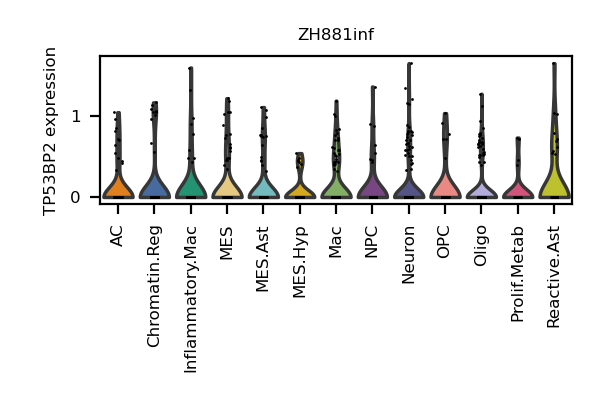 ZH881inf
TP53BP2 expression
1
0
AC
Chromatin.Reg
Inflammatory.Mac
MES
MES.Ast
MES.Hyp
Mac
NPC
Neuron
OPC
Oligo
Prolif.Metab
Reactive.Ast